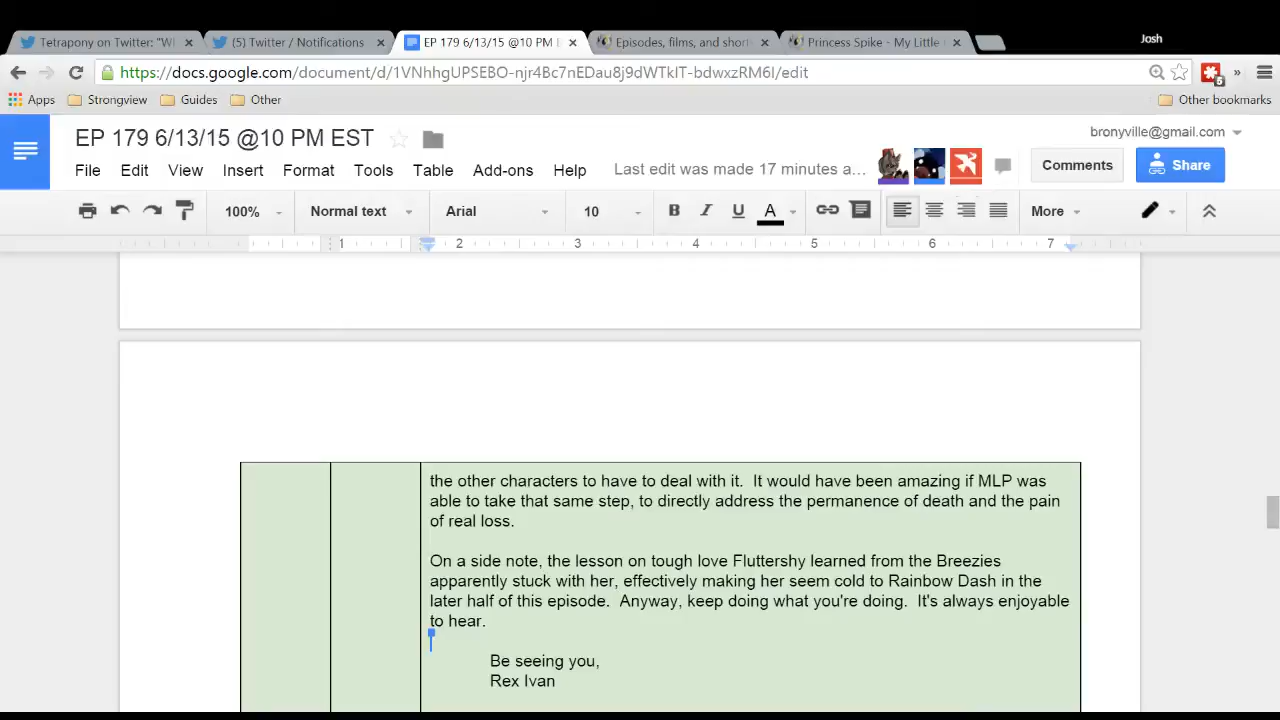 Tetrapony on Twitter: "W
(5) Twitter / Notifications
EP 179 6/13/15 @10 PM E
Episodes, films, and short
Princess Spike - My Little
Josh
https://docs.google.com/document/d/1VNhhgUPSEBO-njr4Bc7nEDau8j9dWTkIT-bdwxzRM6I/edit
5
Apps
Strongview
Guides
Other
Other bookmarks
EP 179 6/13/15 @10 PM EST
bronyville@gmail.com
File Edit View Insert Format Tools Table Add-ons Help
Last edit was made 17 minutes a...
Comments
Share
100%
Normal text
Arial
10
B I U A
More
1 2 3 4 5 6 7
the other characters to have to deal with it. It would have been amazing if MLP was
able to take that same step, to directly address the permanence of death and the pain
of real loss.
On a side note, the lesson on tough love Fluttershy learned from the Breezies
apparently stuck with her, effectively making her seem cold to Rainbow Dash in the
later half of this episode. Anyway, keep doing what you're doing. It's always enjoyable
to hear.
Be seeing you,
Rex Ivan